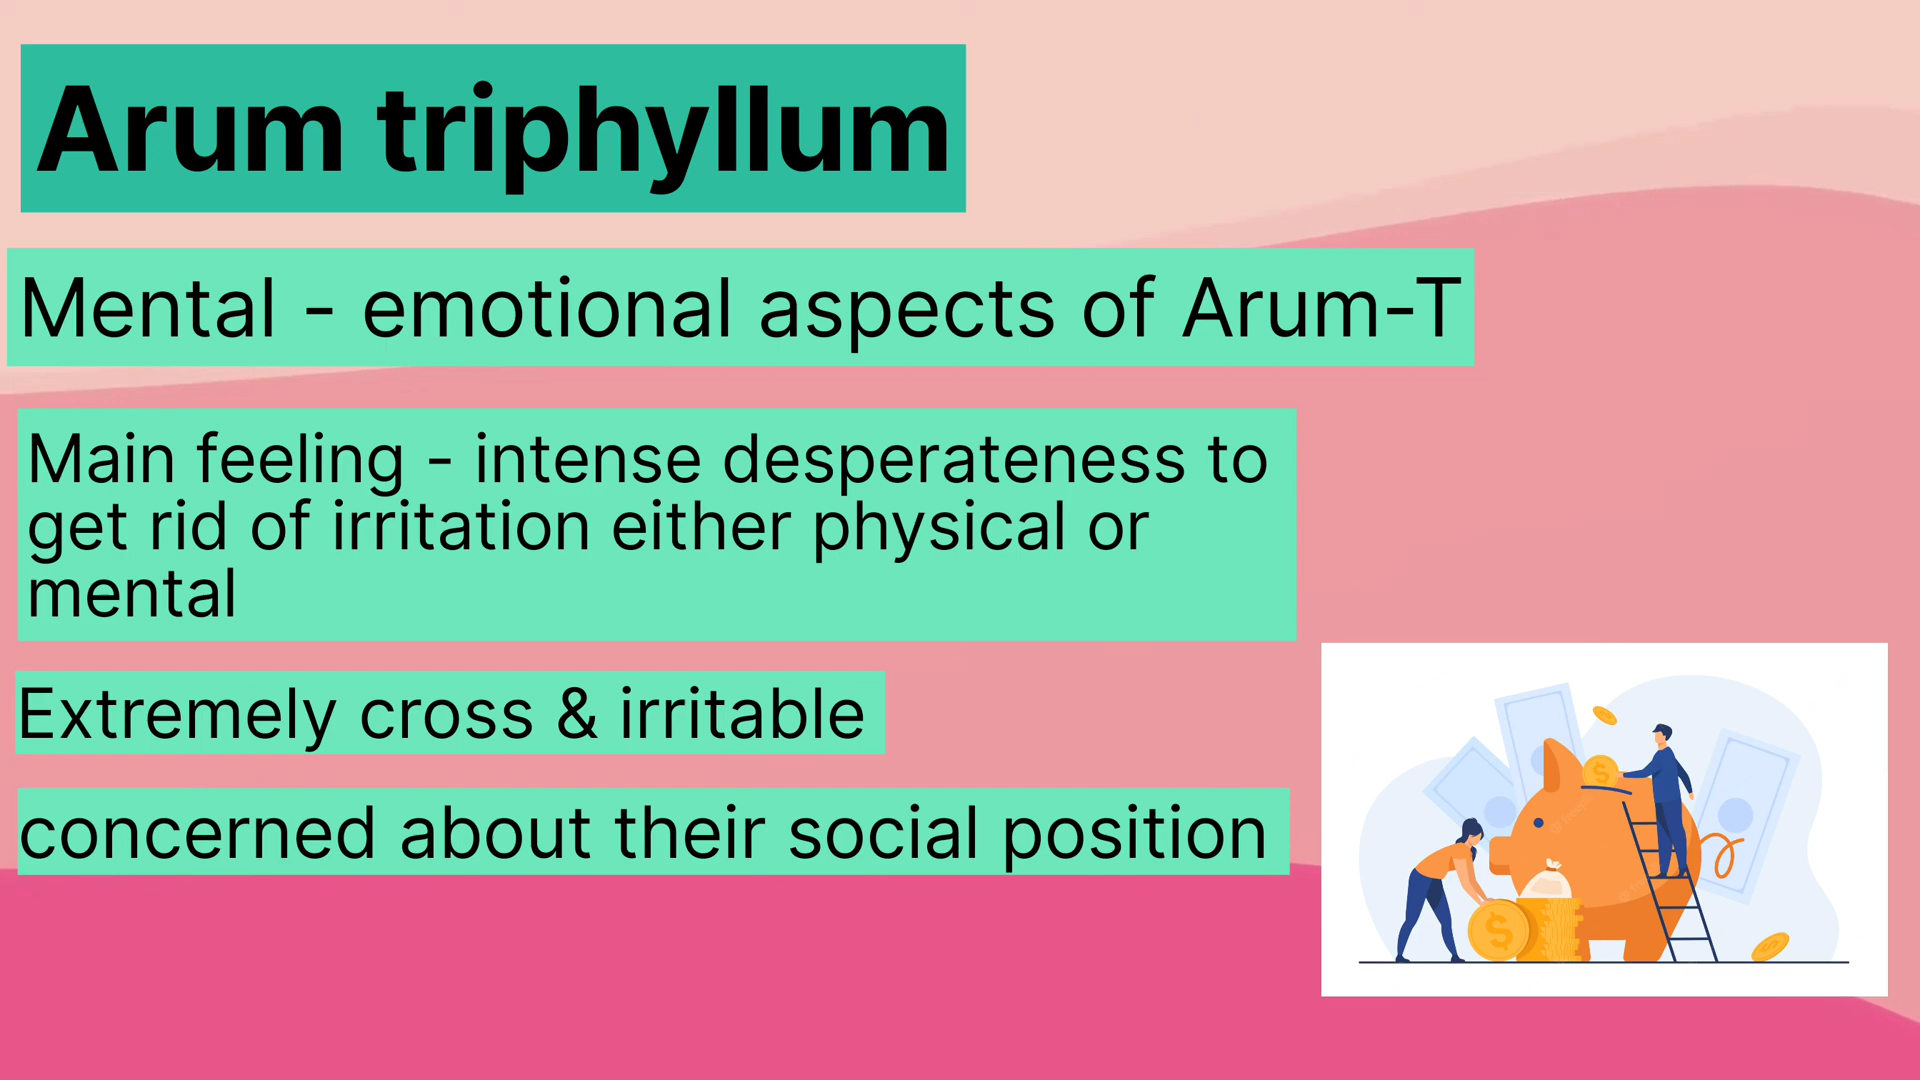 Arum triphyllum
Mental - emotional aspects of Arum-T
Main feeling - intense desperateness to
get rid of irritation either physical or
mental
Extremely cross & irritable
concerned about their social position
$
$